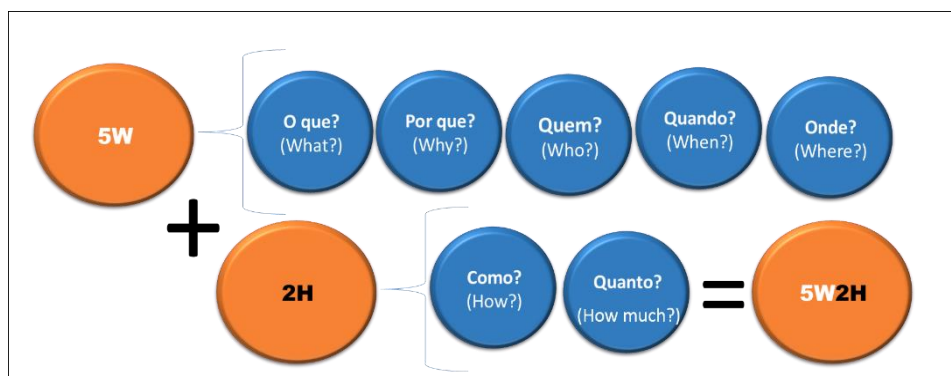 5W
O que?
(What?)
Por que?
(Why?)
Quem?
(Who?)
Quando?
(When?)
Onde?
(Where?)
+
2H
Como?
(How?)
Quanto?
(How much?)
=
5W2H